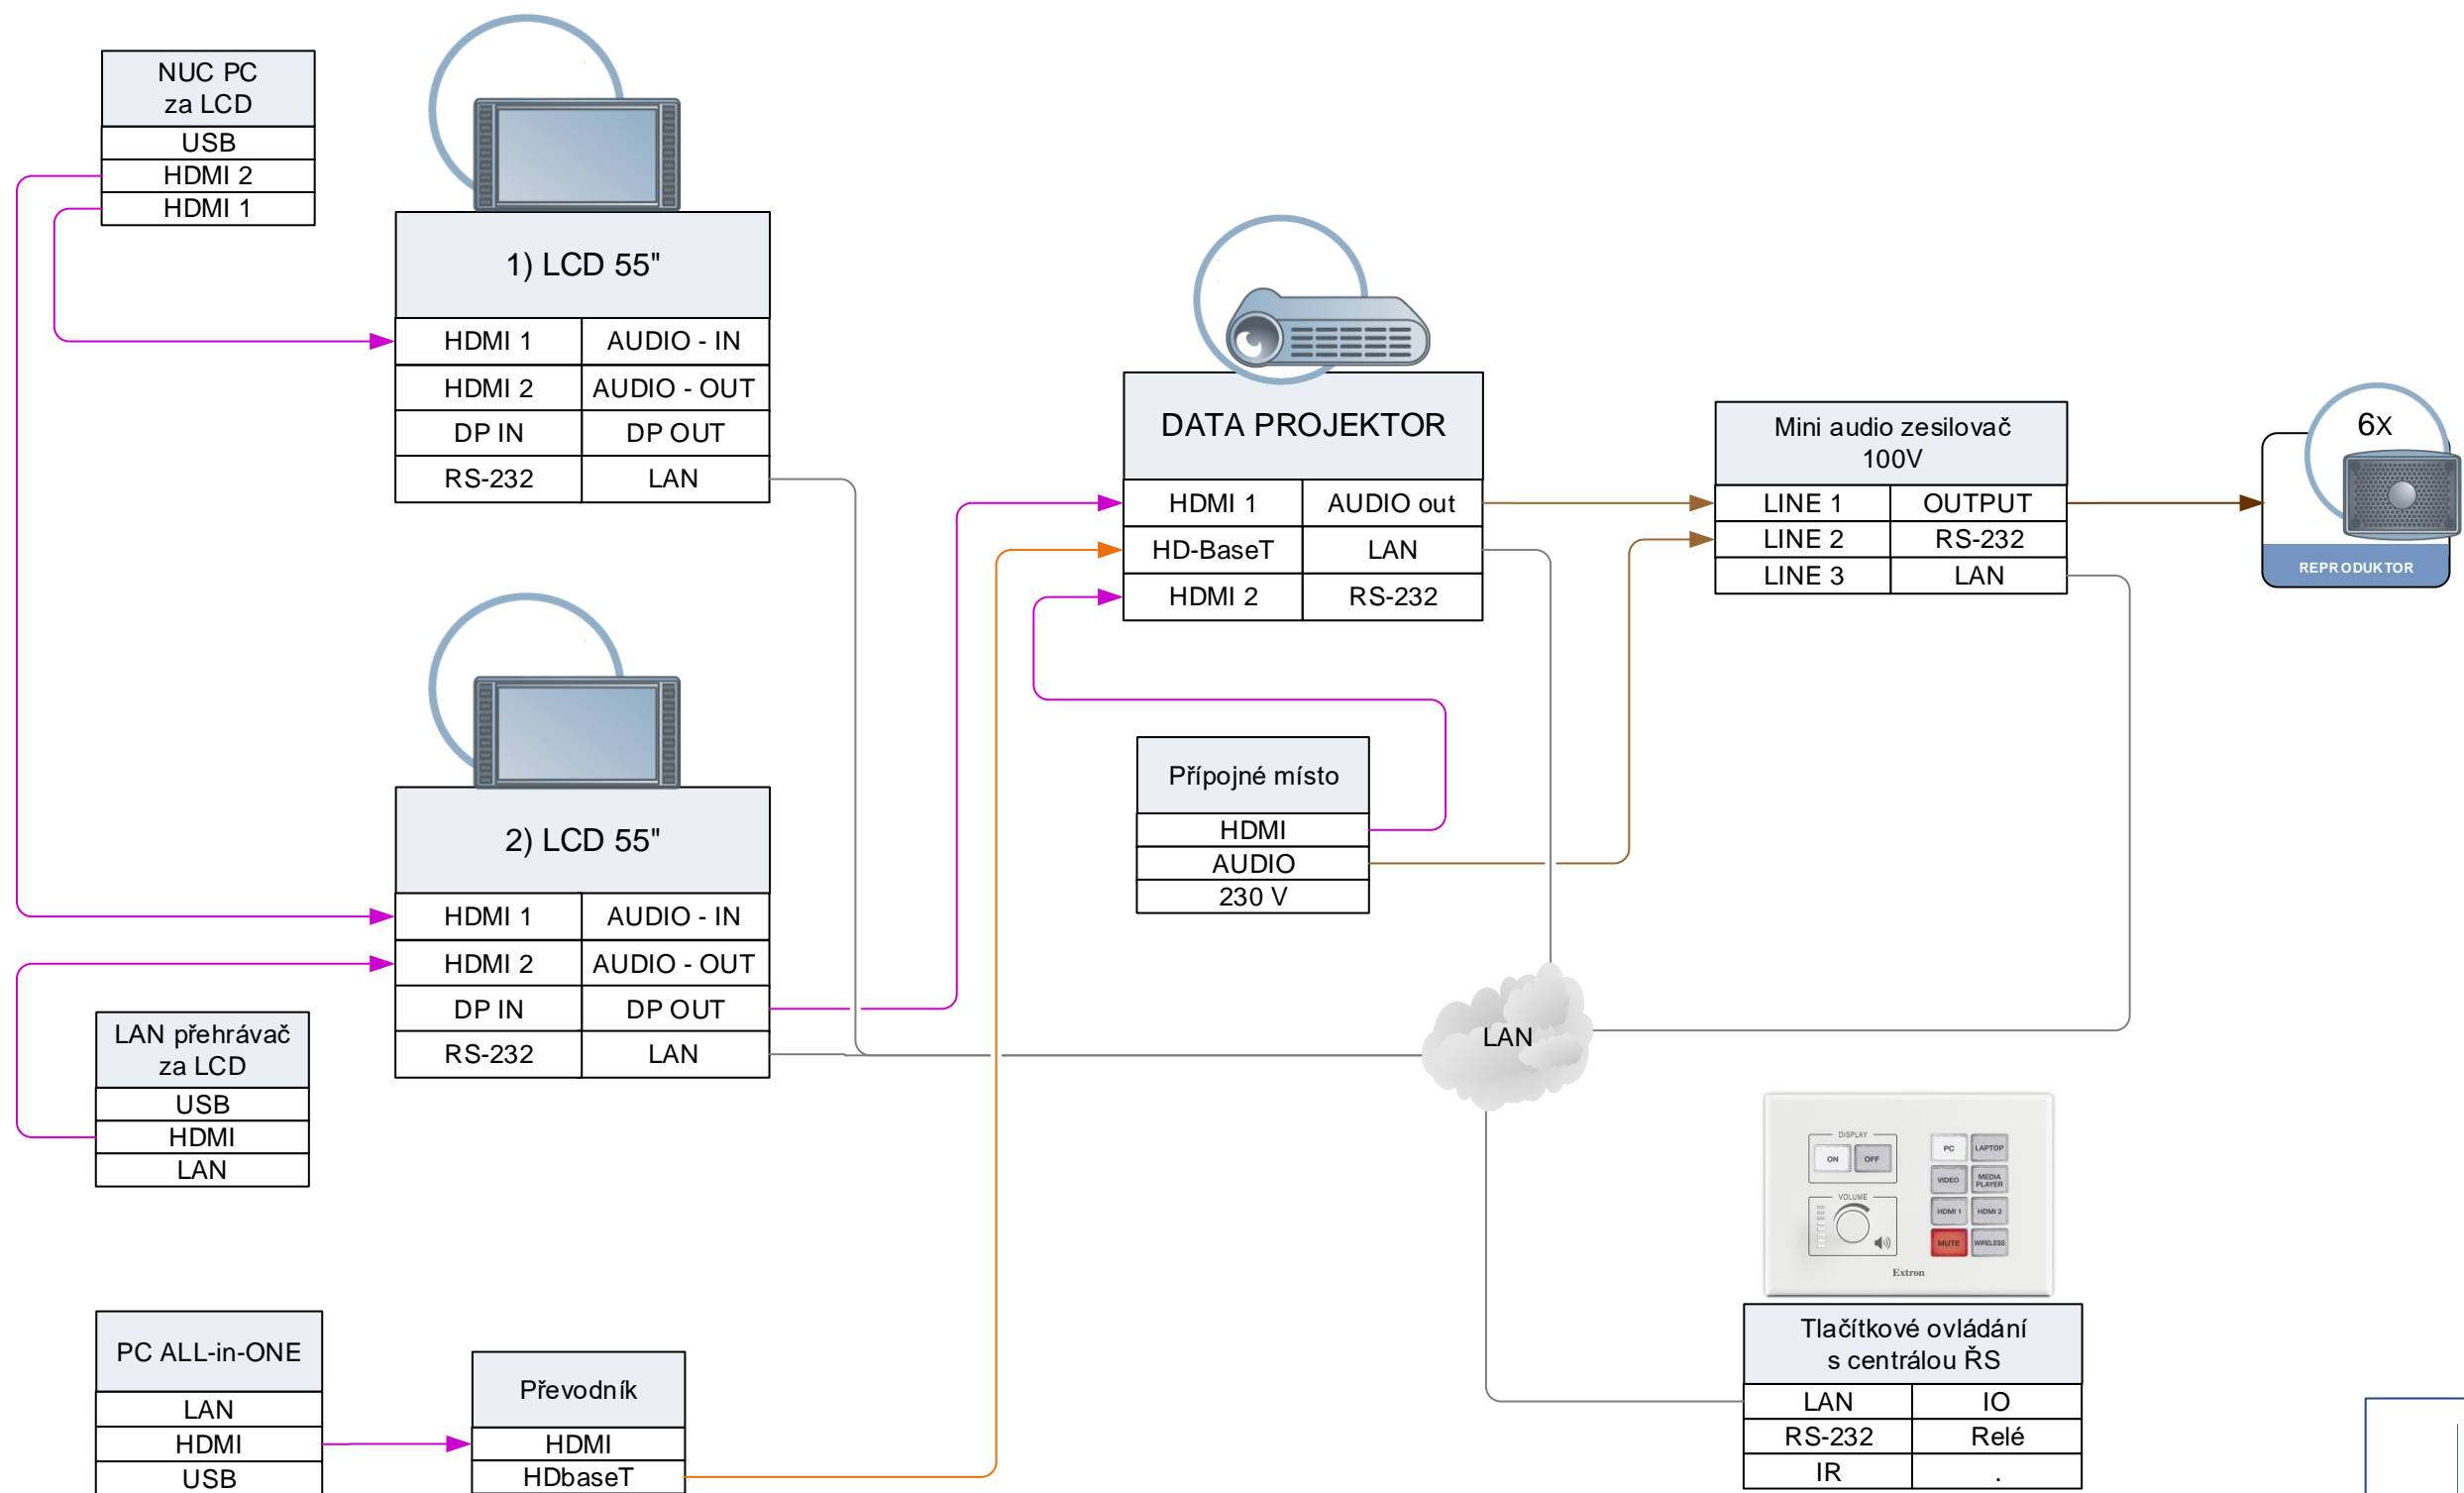 NUC PC
za LCD
USB
HDMI 2
HDMI 1
1) LCD 55"
HDMI 1 AUDIO - IN
HDMI 2 AUDIO - OUT
DP IN DP OUT
RS-232 LAN
2) LCD 55"
HDMI 1 AUDIO - IN
HDMI 2 AUDIO - OUT
DP IN DP OUT
RS-232 LAN
LAN přehrávač
za LCD
USB
HDMI
LAN
PC ALL-in-ONE
LAN
HDMI
USB
Převodník
HDMI
HDbaseT
DATA PROJEKTOR
HDMI 1 AUDIO out
HD-BaseT LAN
HDMI 2 RS-232
Přípojné místo
HDMI
AUDIO
230 V
Mini audio zesilovač
100V
LINE 1 OUTPUT
LINE 2 RS-232
LINE 3 LAN
6X
REPRODUKTOR
LAN
DISPLAY
ON OFF
VOLUME
PC LAPTOP
VIDEO MEDIA PLAYER
HDMI 1 HDMI 2
MUTE WIRELESS
Extron
Tlačítkové ovládání
s centrálou ŘS
LAN IO
RS-232 Relé
IR .